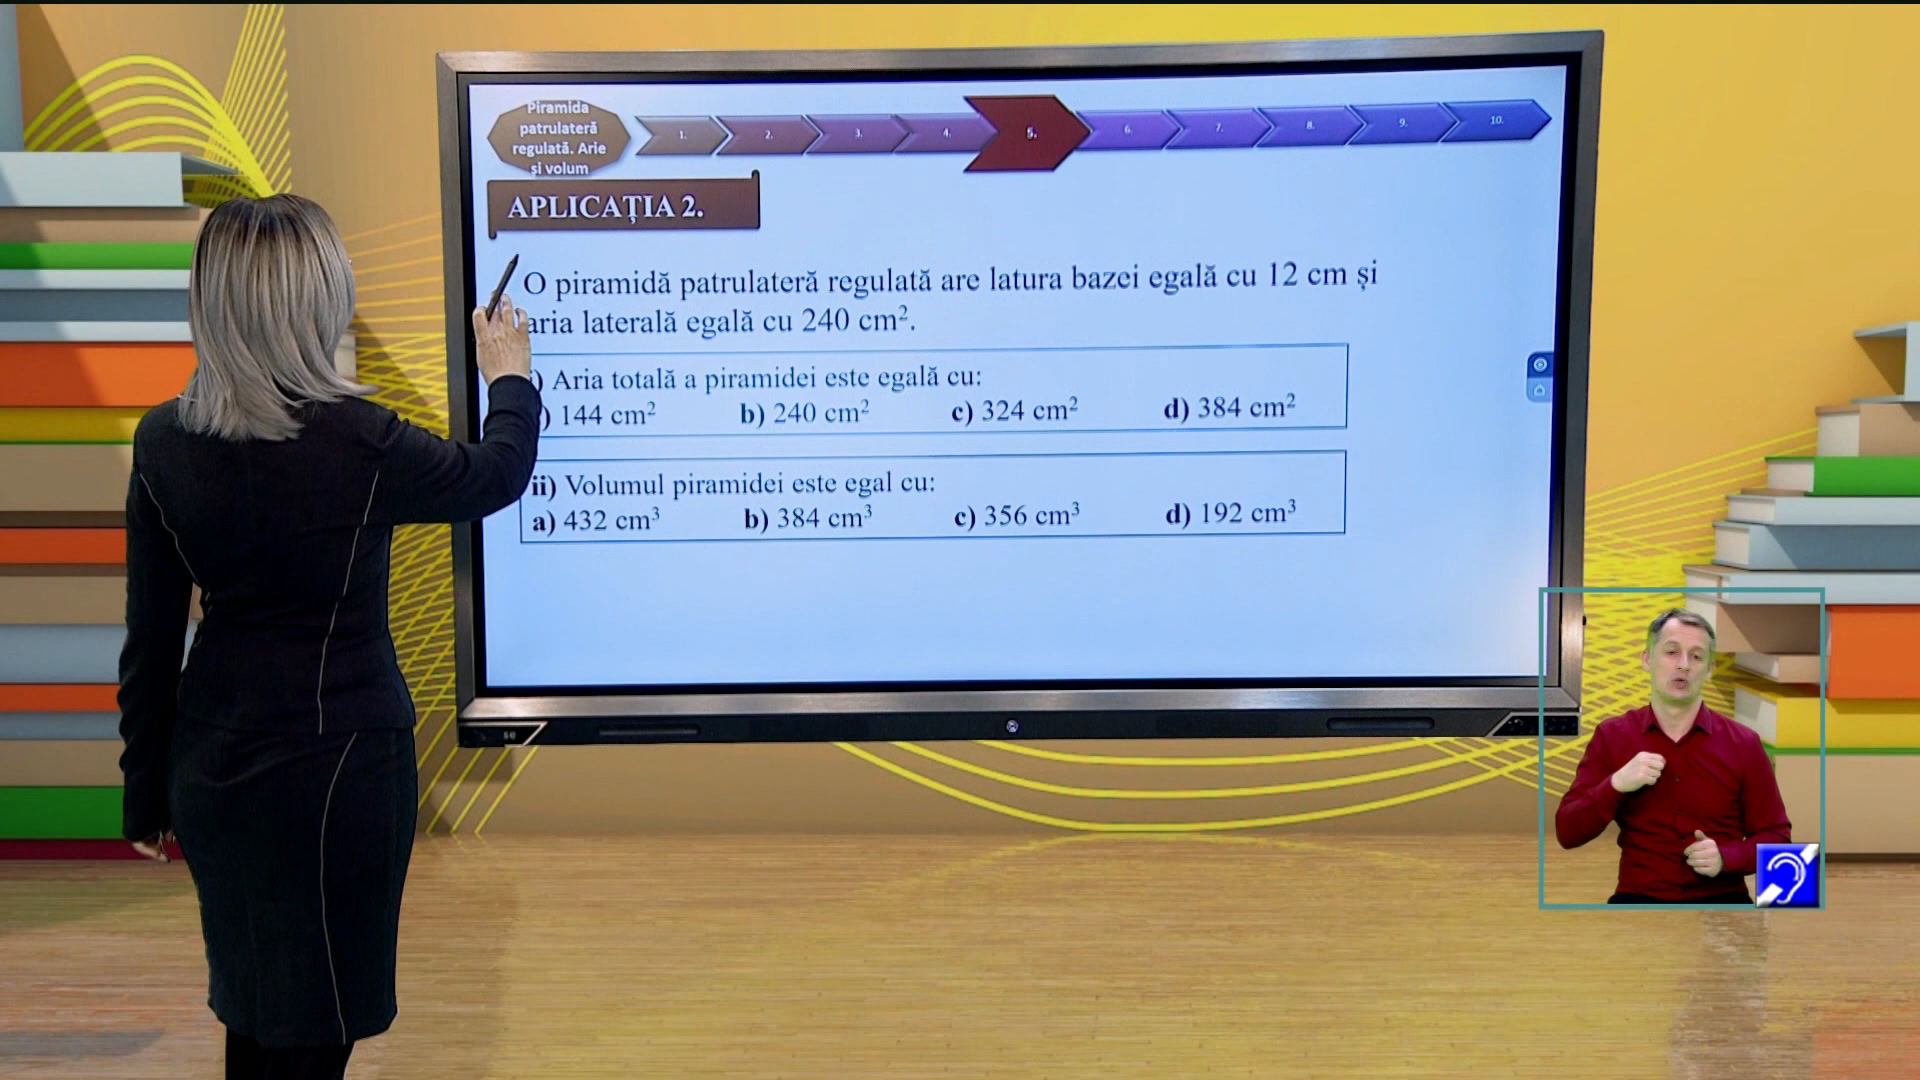 Piramida
patrulateră
regulată. Arie
și volum
1.
2.
3.
4.
5.
6.
7.
8.
9.
10.
APLICAȚIA 2.
O piramidă patrulateră regulată are latura bazei egală cu 12 cm și
aria laterală egală cu 240 cm².
) Aria totală a piramidei este egală cu:
) 144 cm² b) 240 cm² c) 324 cm² d) 384 cm²
ii) Volumul piramidei este egal cu:
a) 432 cm³ b) 384 cm³ c) 356 cm³ d) 192 cm³